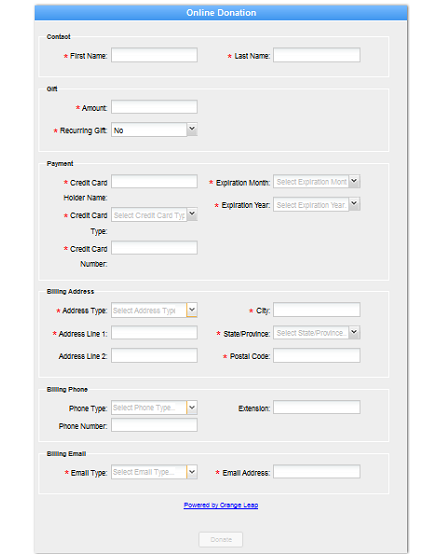 Online Donation
Contact
* First Name: * Last Name:
Gift
* Amount:
* Recurring Gift: No
Payment
* Credit Card Holder Name: * Expiration Month: Select Expiration Mont
* Expiration Year: Select Expiration Year.
* Credit Card Type: Select Credit Card Typ
* Credit Card Number:
Billing Address
* Address Type: Select Address Type * City:
* Address Line 1: * State/Province: Select State/Province..
Address Line 2: * Postal Code:
Billing Phone
Phone Type: Select Phone Type... Extension:
Phone Number:
Billing Email
* Email Type: Select Email Type... * Email Address:
Powered by Orange Leap
Donate